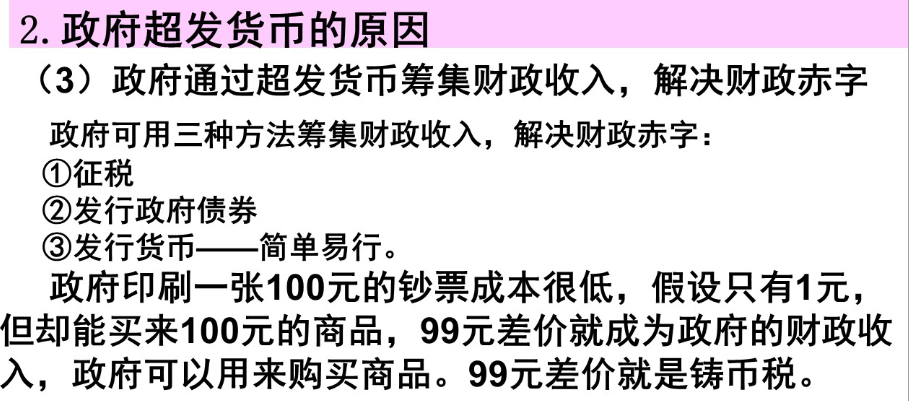 2.政府超发货币的原因
（3）政府通过超发货币筹集财政收入，解决财政赤字
政府可用三种方法筹集财政收入，解决财政赤字：
①征税
②发行政府债券
③发行货币——简单易行。
政府印刷一张100元的钞票成本很低，假设只有1元，
但却能买来100元的商品，99元差价就成为政府的财政收
入，政府可以用来购买商品。99元差价就是铸币税。